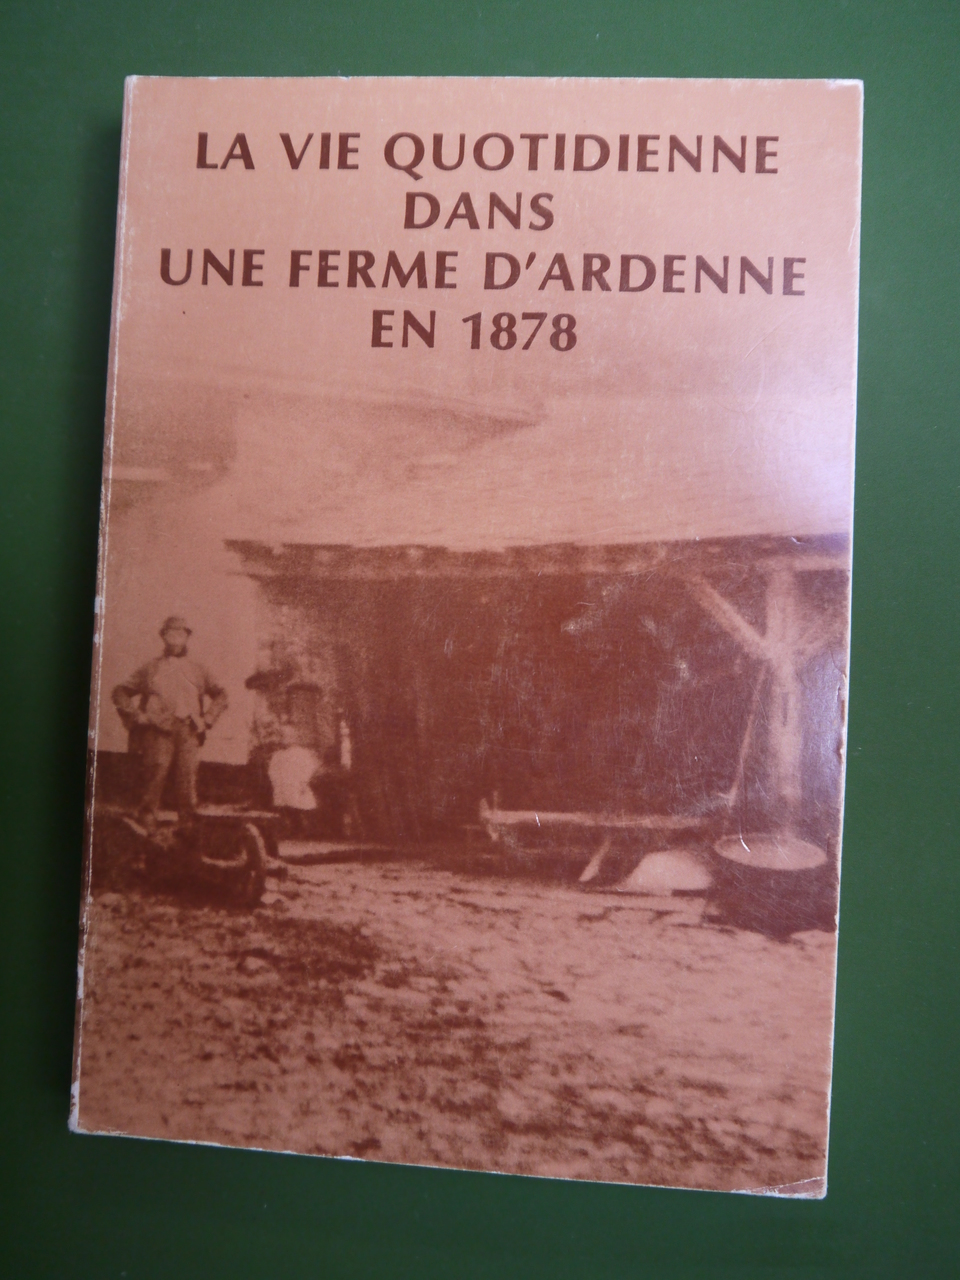 LA VIE QUOTIDIENNE
DANS
UNE FERME D'ARDENNE
EN 1878